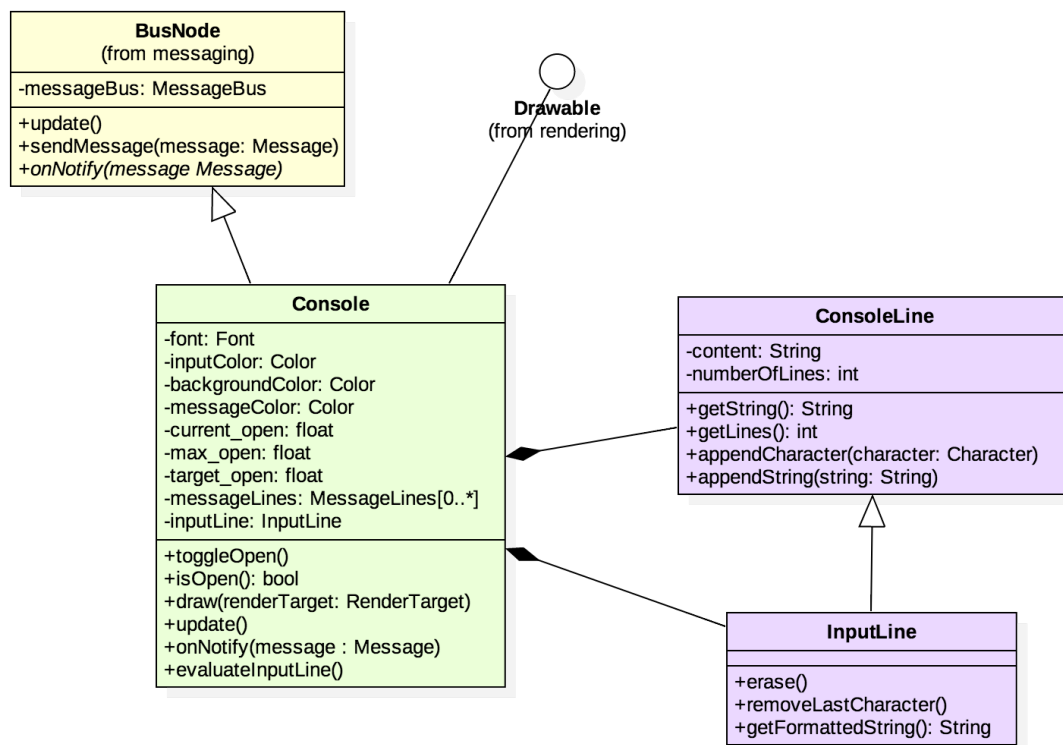 BusNode
(from messaging)
-messageBus: MessageBus
+update()
+sendMessage(message: Message)
+onNotify(message Message)
Drawable
(from rendering)
Console
-font: Font
-inputColor: Color
-backgroundColor: Color
-messageColor: Color
-current_open: float
-max_open: float
-target_open: float
-messageLines: MessageLines[0..*]
-inputLine: InputLine
+toggleOpen()
+isOpen(): bool
+draw(renderTarget: RenderTarget)
+update()
+onNotify(message : Message)
+evaluateInputLine()
ConsoleLine
-content: String
-numberOfLines: int
+getString(): String
+getLines(): int
+appendCharacter(character: Character)
+appendString(string: String)
InputLine
+erase()
+removeLastCharacter()
+getFormattedString(): String